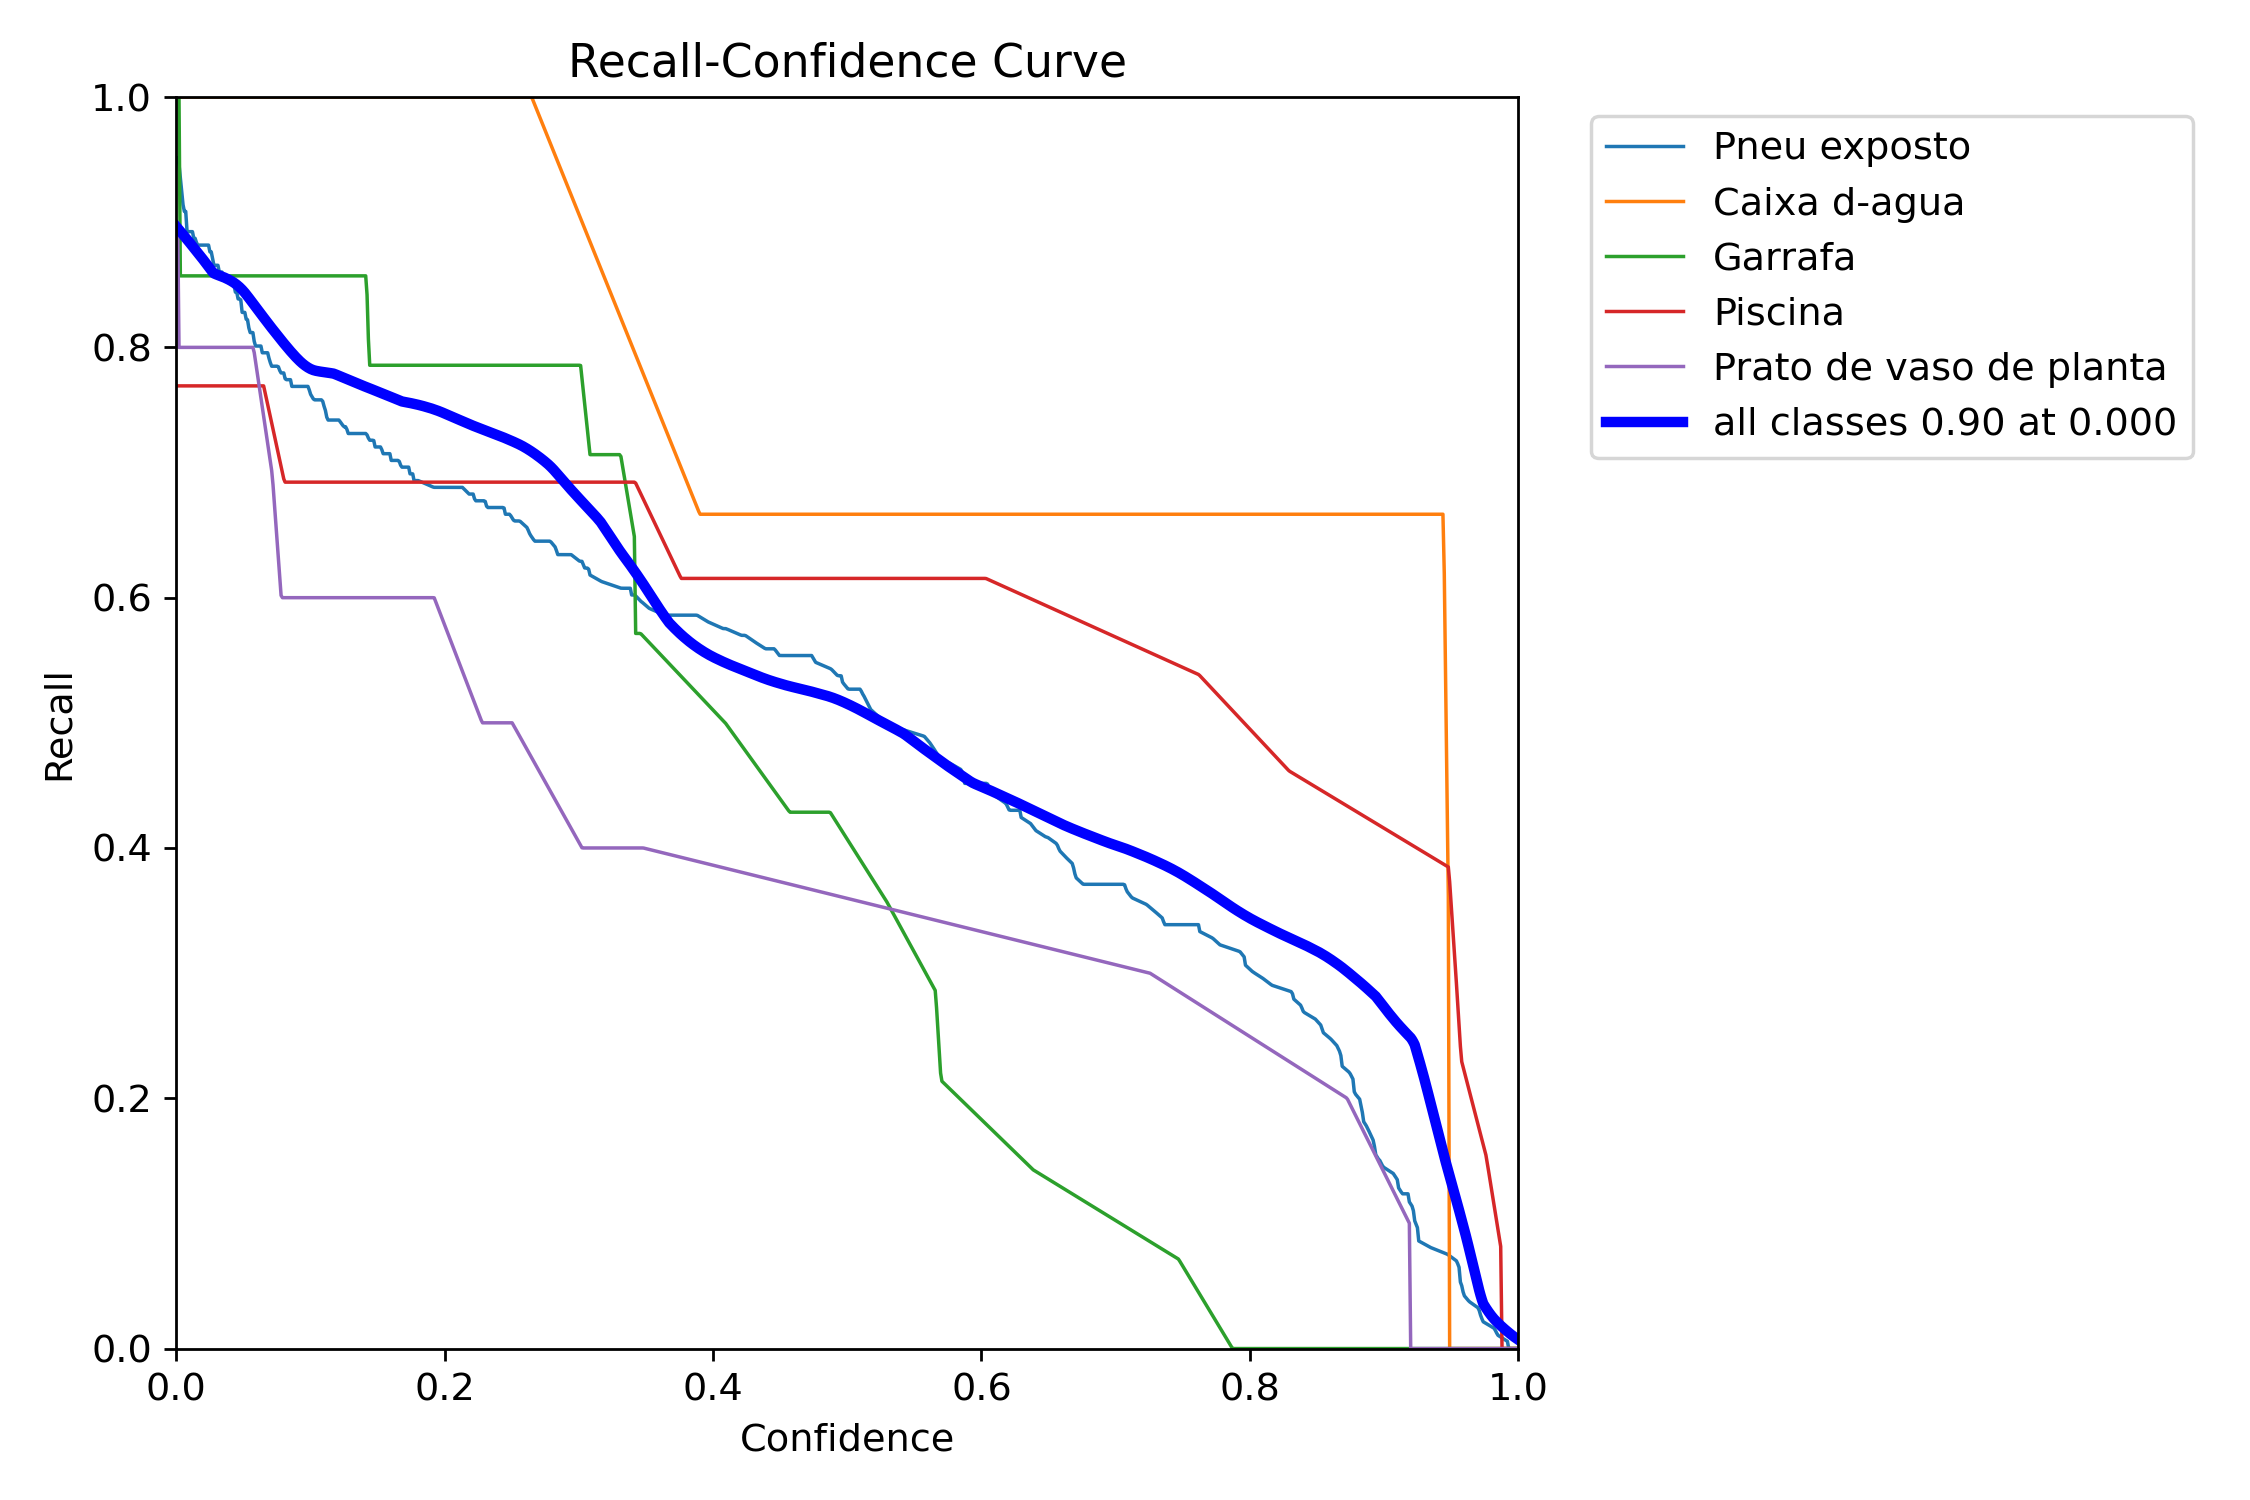 Recall-Confidence Curve
1.0
0.8
0.6
0.4
0.2
0.0
Recall
0.0 0.2 0.4 0.6 0.8 1.0
Confidence
Pneu exposto
Caixa d-agua
Garrafa
Piscina
Prato de vaso de planta
all classes 0.90 at 0.000